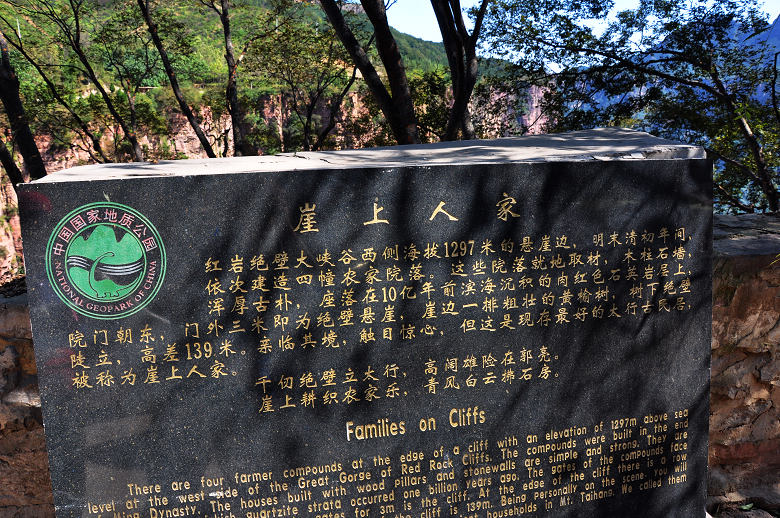 中国国家地质公园
NATIONAL GEOPARK OF CHINA
崖上人家
红岩绝壁大峡谷西侧海拔1297米的悬崖边，明末清初年间，
依次建造四幢农家院落。这些院落就地取材，木柱石墙，
浑厚古朴，座落在10亿年前滨海沉积的肉红色石英岩层上，
院门朝东，门外三米即为绝壁悬崖，崖边一排粗壮的黄榆树，树下绝壁
陡立，高差139米。亲临其境，触目惊心，但这是现存最好的太行古民居，
被称为崖上人家。
千仞绝壁立太行，高阔雄险在郭亮。
崖上耕织农家乐，青风白云拂石房。
Families on Cliffs
There are four farmer compounds at the edge of a cliff with an elevation of 1297m above sea
level at the west side of the Great Gorge of Red Rock Cliffs. The compounds were built in the end
of Ming Dynasty. The houses built with wood pillars and stonewalls are simple and strong. They are
quartzite strata occurred one billion years ago. The gates of the compounds face
gates for 3m is the cliff. At the edge of the cliff there is a row
of the cliff is 139m. Being personally on the scene, You will
households in Mt. Taihang. We called them